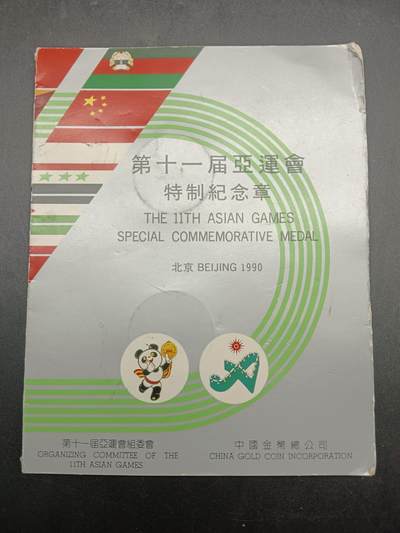 第十一屆亞運會
特制紀念章
THE 11TH ASIAN GAMES
SPECIAL COMMEMORATIVE MEDAL
北京 BEIJING 1990
第十一屆亞運會組委會
ORGANIZING COMMITTEE OF THE
11TH ASIAN GAMES
中國金幣總公司
CHINA GOLD COIN INCORPORATION